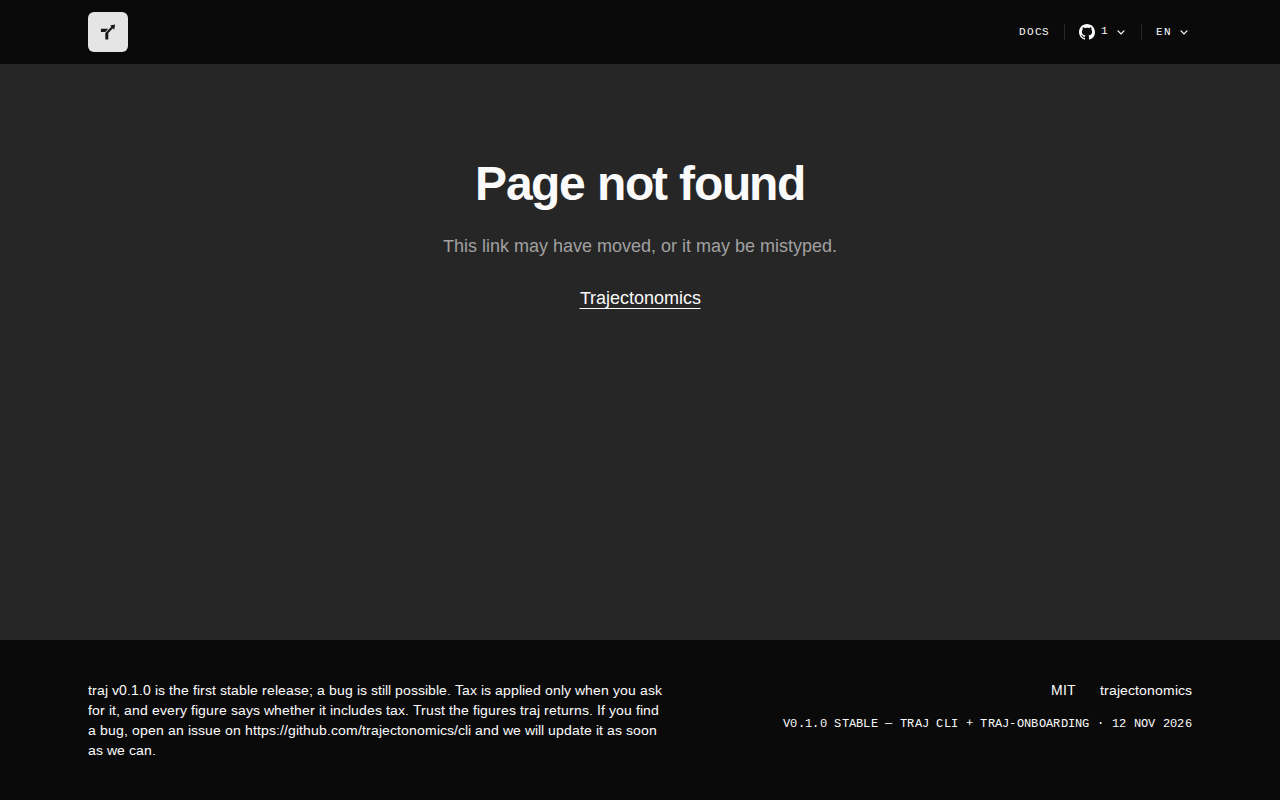 DOCS
1
EN
Page not found
This link may have moved, or it may be mistyped.
Trajectonomics
traj v0.1.0 is the first stable release; a bug is still possible. Tax is applied only when you ask
for it, and every figure says whether it includes tax. Trust the figures traj returns. If you find
a bug, open an issue on https://github.com/trajectonomics/cli and we will update it as soon
as we can.
MIT trajectonomics
V0.1.0 STABLE — TRAJ CLI + TRAJ-ONBOARDING · 12 NOV 2026